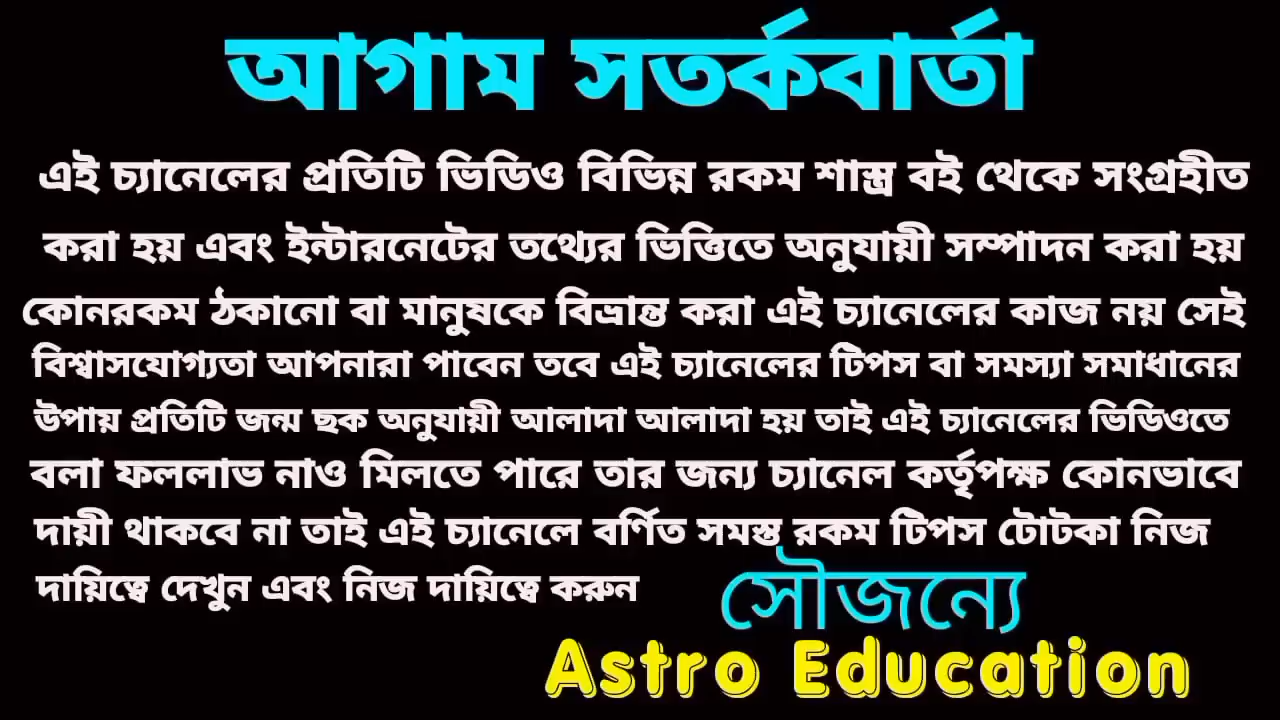 আগাম সতর্কবার্তা
এই চ্যানেলের প্রতিটি ভিডিও বিভিন্ন রকম শাস্ত্র বই থেকে সংগ্রহীত
করা হয় এবং ইন্টারনেটের তথ্যের ভিত্তিতে অনুযায়ী সম্পাদন করা হয়
কোনরকম ঠকানো বা মানুষকে বিভ্রান্ত করা এই চ্যানেলের কাজ নয় সেই
বিশ্বাসযোগ্যতা আপনারা পাবেন তবে এই চ্যানেলের টিপস বা সমস্যা সমাধানের
উপায় প্রতিটি জন্ম ছক অনুযায়ী আলাদা আলাদা হয় তাই এই চ্যানেলের ভিডিওতে
বলা ফললাভ নাও মিলতে পারে তার জন্য চ্যানেল কর্তৃপক্ষ কোনভাবে
দায়ী থাকবে না তাই এই চ্যানেলে বর্ণিত সমস্ত রকম টিপস টোটকা নিজ
দায়িত্বে দেখুন এবং নিজ দায়িত্বে করুন
সৌজন্যে
Astro Education